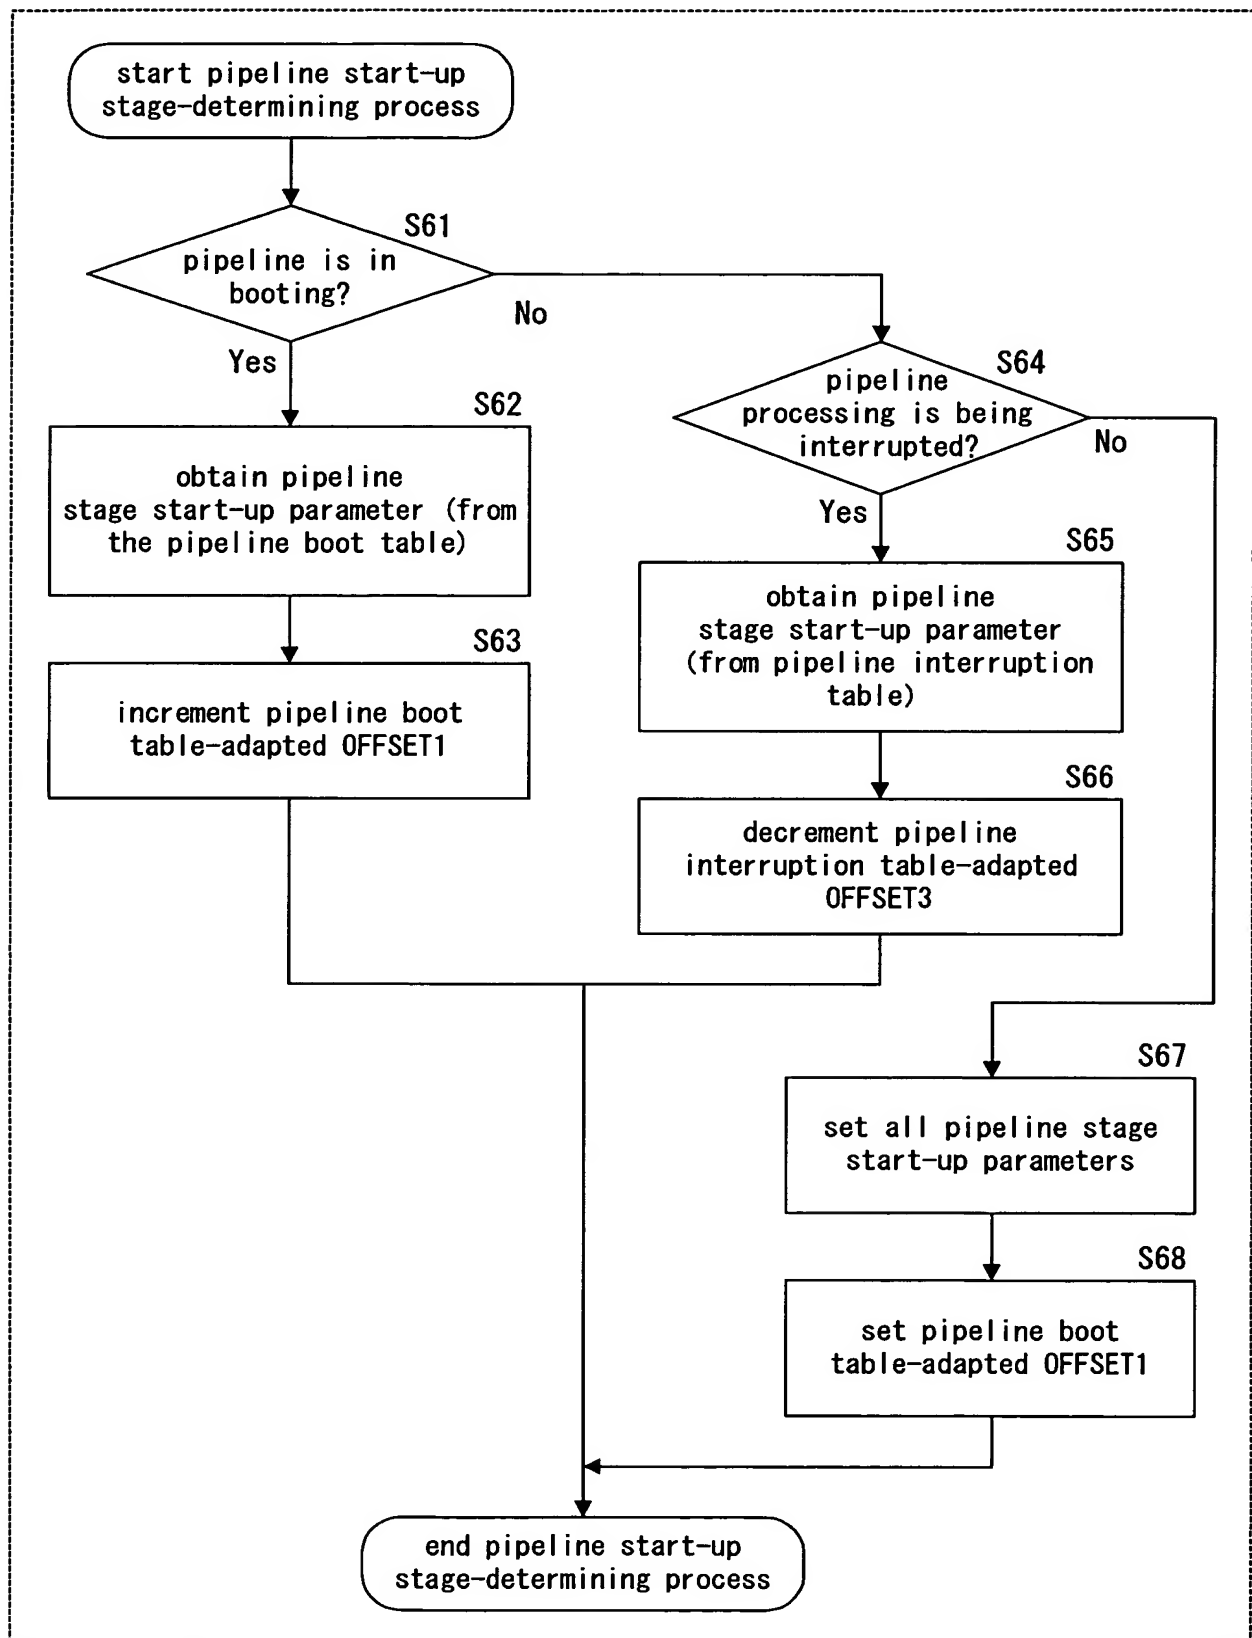 start pipeline start-up
stage-determining process
S61
pipeline is in
booting?
No
Yes
S62
obtain pipeline
stage start-up parameter (from
the pipeline boot table)
S63
increment pipeline boot
table-adapted OFFSET1
S64
pipeline
processing is being
interrupted?
No
Yes
S65
obtain pipeline
stage start-up parameter
(from pipeline interruption
table)
S66
decrement pipeline
interruption table-adapted
OFFSET3
S67
set all pipeline stage
start-up parameters
S68
set pipeline boot
table-adapted OFFSET1
end pipeline start-up
stage-determining process